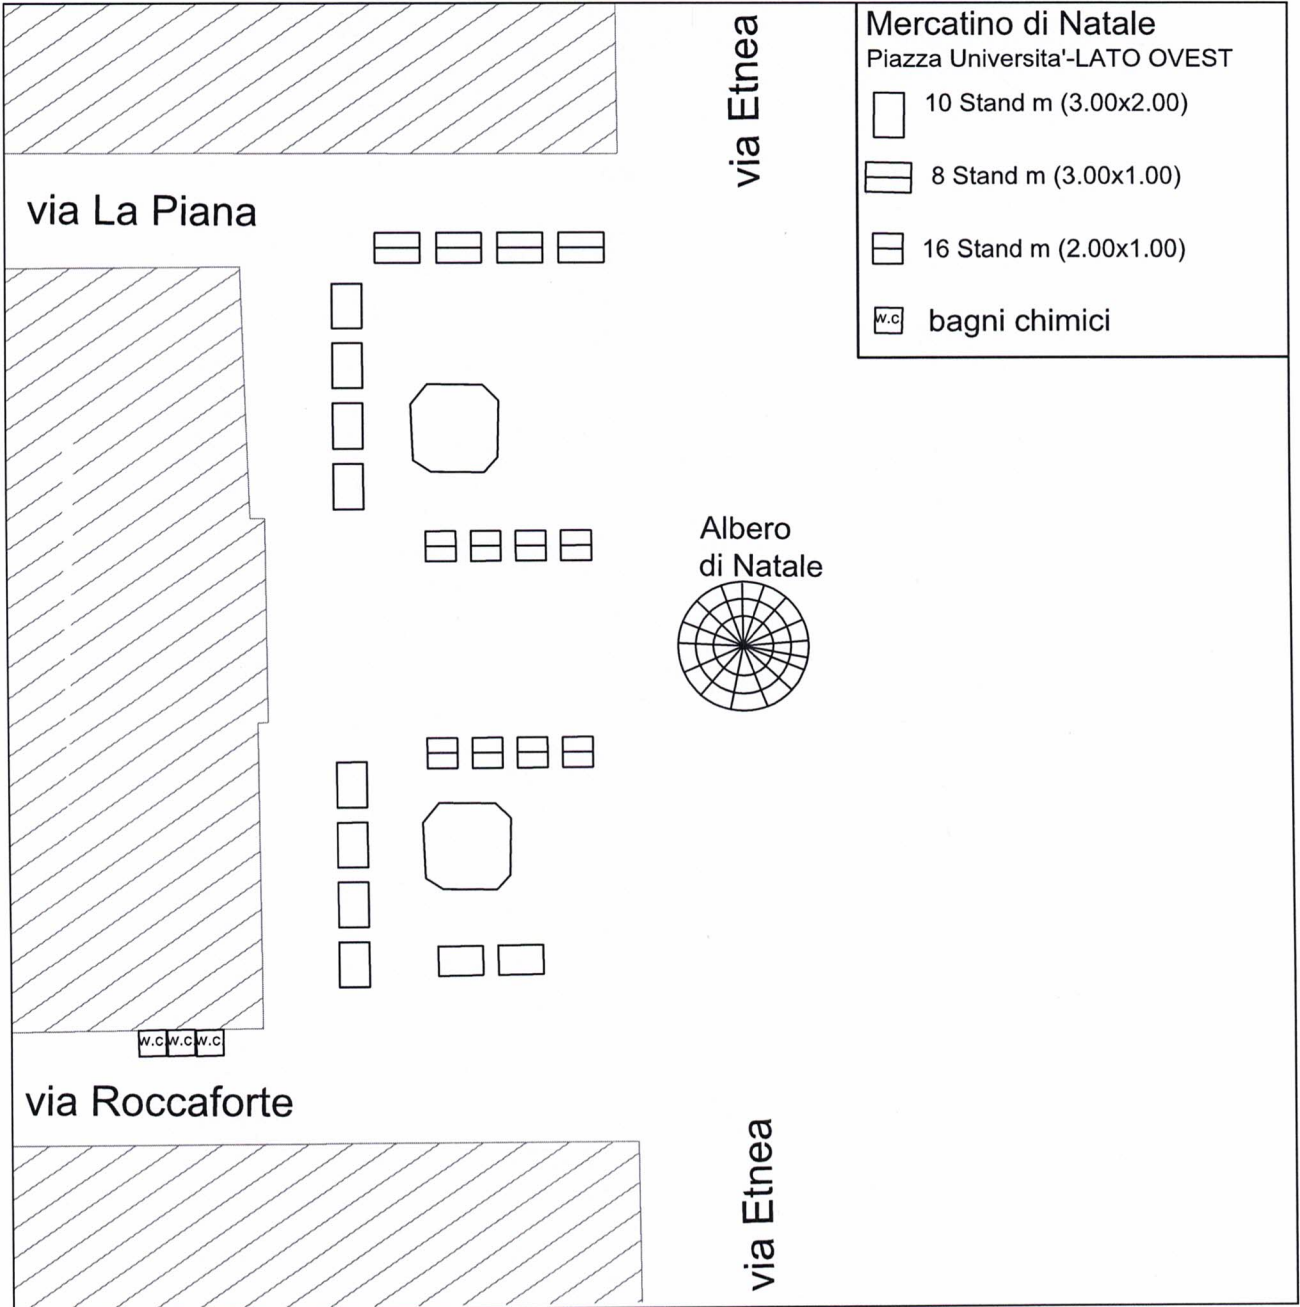 via Etnea
Mercatino di Natale
Piazza Universita'-LATO OVEST
10 Stand m (3.00x2.00)
8 Stand m (3.00x1.00)
16 Stand m (2.00x1.00)
w.c
bagni chimici
via La Piana
Albero
di Natale
w.c w.c w.c
via Roccaforte
via Etnea